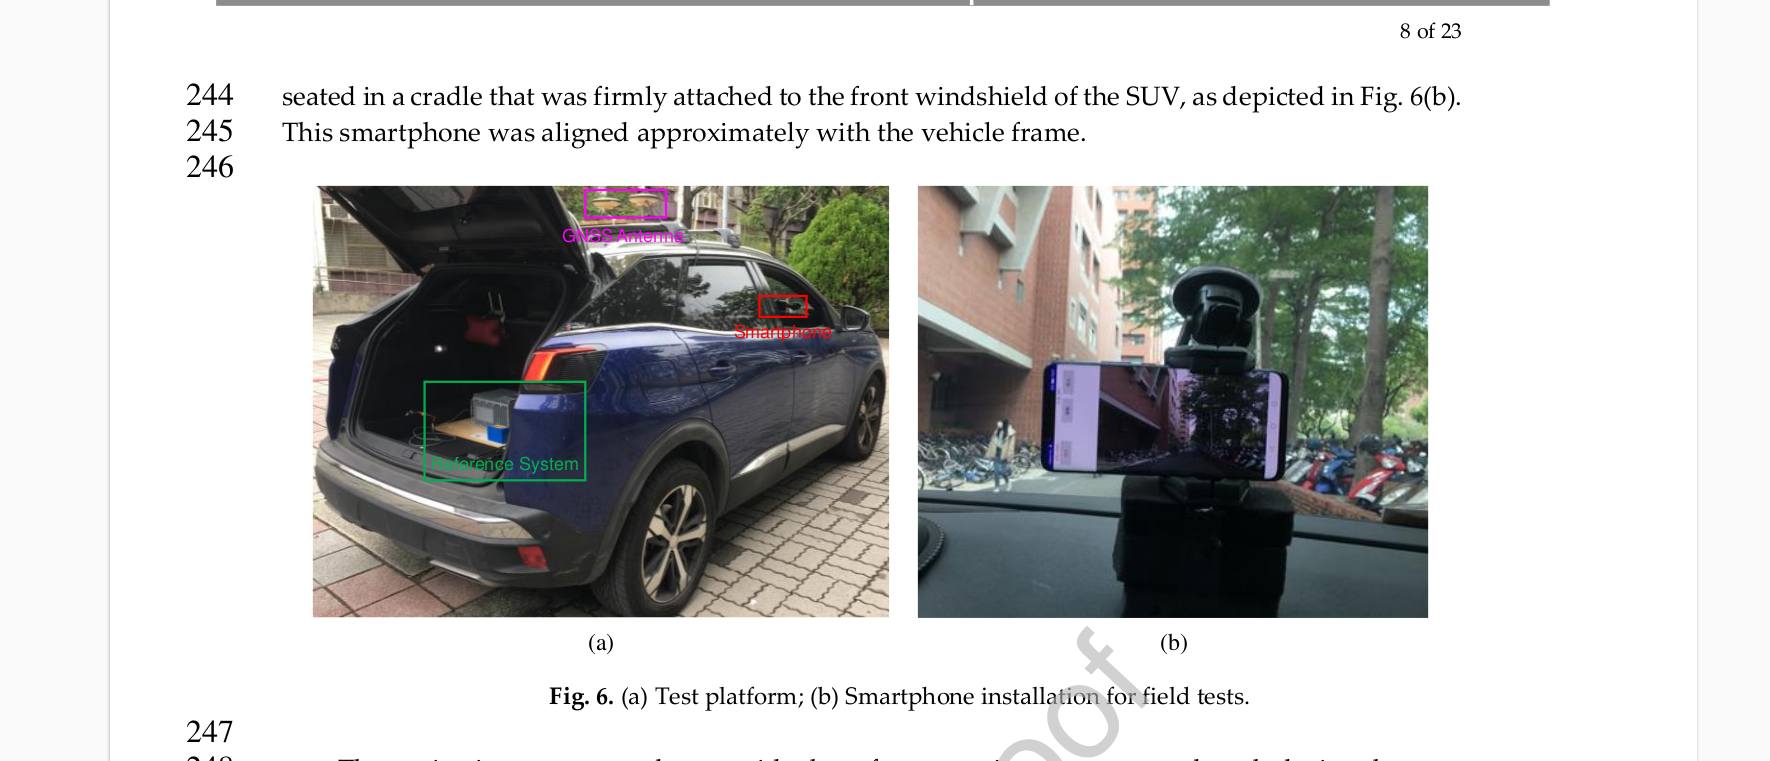 8 of 23
244 seated in a cradle that was firmly attached to the front windshield of the SUV, as depicted in Fig. 6(b).
245 This smartphone was aligned approximately with the vehicle frame.
246
GNSS Antenna
Smartphone
Reference System
(a)
(b)
Fig. 6. (a) Test platform; (b) Smartphone installation for field tests.
247